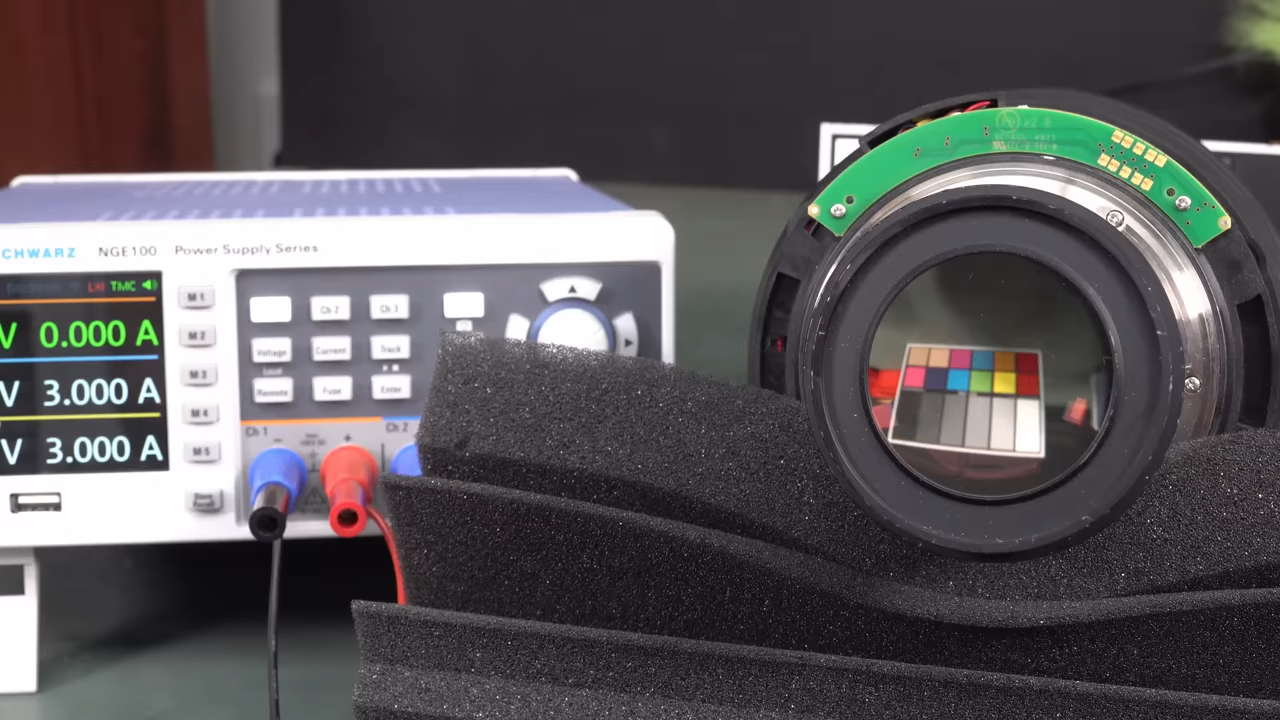 CHWARZ NGE100 Power Supply Series
TMC
V 0.000 A
V 3.000 A
V 3.000 A
M1
M2
M3
M4
M5
Ch 2 Ch 3
Voltage Current Track
Local
Remote Fuse Enter
Ch 1 Ch 2
- +